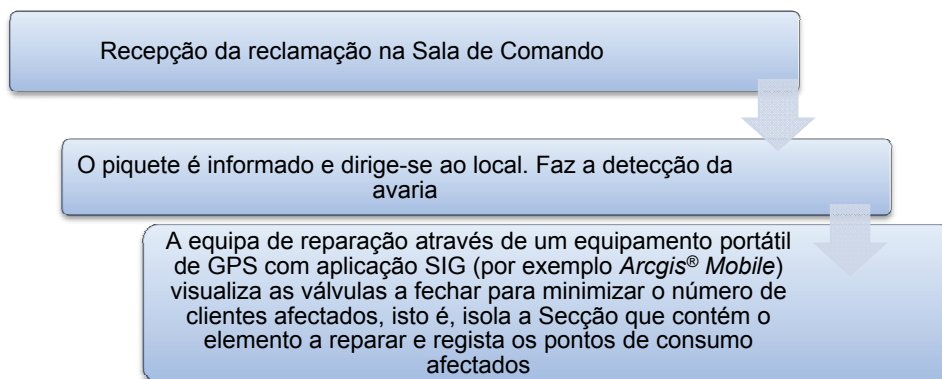 Recepção da reclamação na Sala de Comando
O piquete é informado e dirige-se ao local. Faz a detecção da
avaria
A equipa de reparação através de um equipamento portátil
de GPS com aplicação SIG (por exemplo Arcgis® Mobile)
visualiza as válvulas a fechar para minimizar o número de
clientes afectados, isto é, isola a Secção que contém o
elemento a reparar e regista os pontos de consumo
afectados